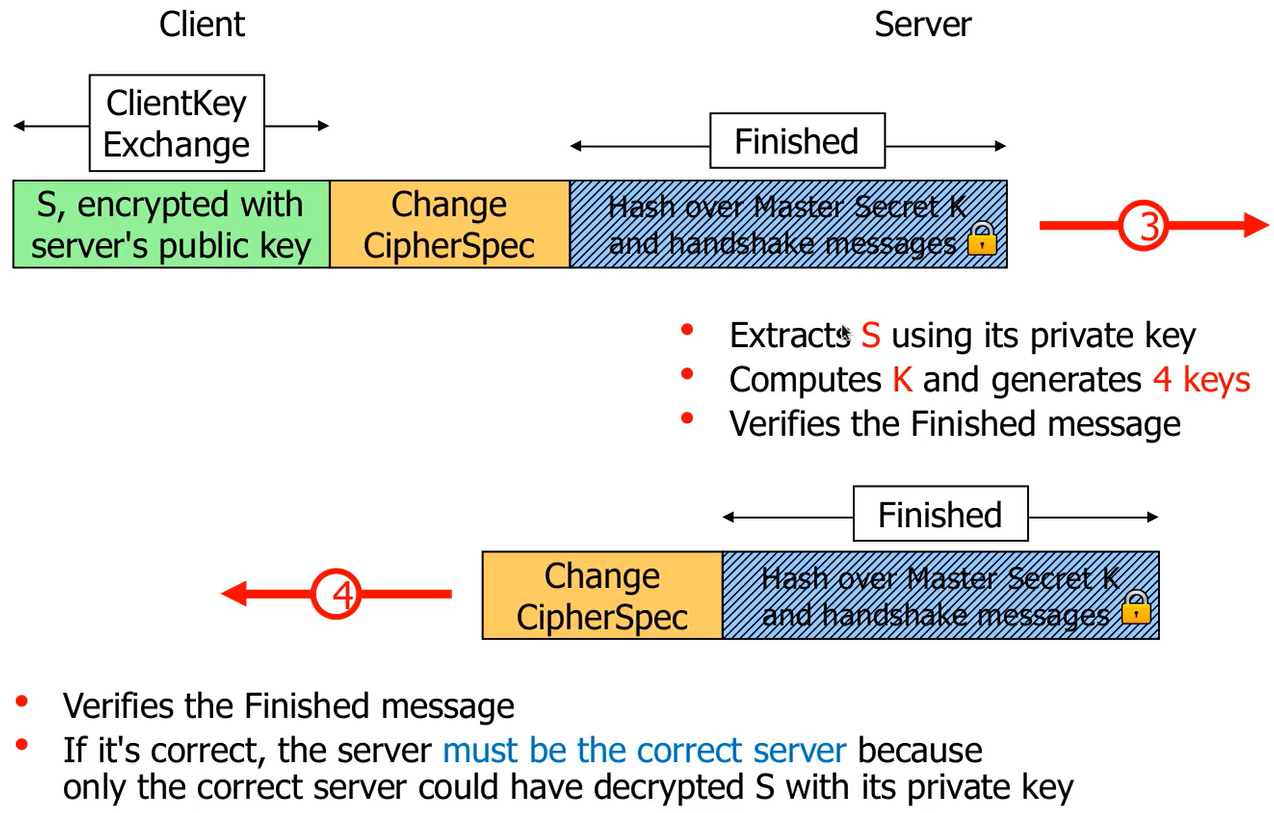 Client
Server
ClientKey
Exchange
Finished
S, encrypted with
server's public key
Change
CipherSpec
Hash over Master Secret K
and handshake messages
3
• Extracts S using its private key
• Computes K and generates 4 keys
• Verifies the Finished message
Finished
4
Change
CipherSpec
Hash over Master Secret K
and handshake messages
• Verifies the Finished message
• If it's correct, the server must be the correct server because
only the correct server could have decrypted S with its private key